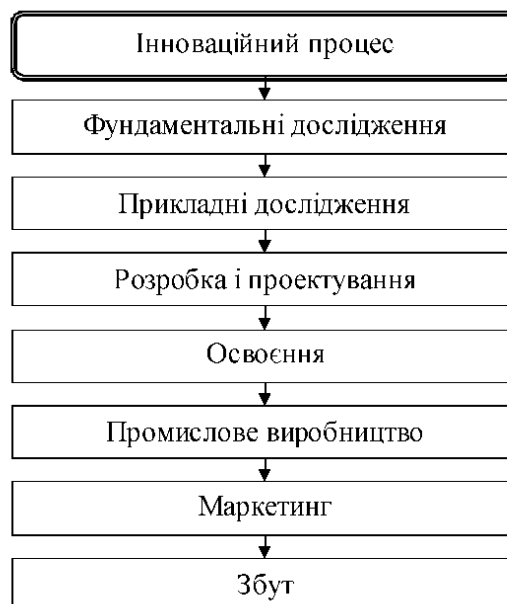 Інноваційний процес
Фундаментальні дослідження
Прикладні дослідження
Розробка і проектування
Освоєння
Промислове виробництво
Маркетинг
Збут